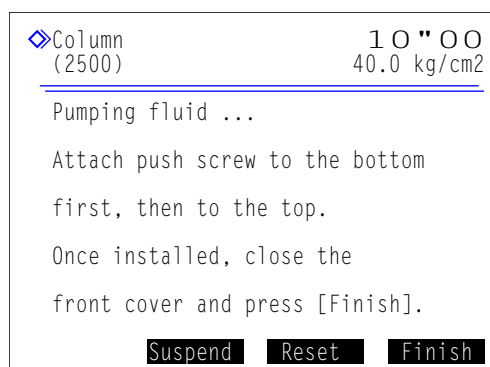 Column 10"00
(2500) 40.0 kg/cm2
Pumping fluid ...
Attach push screw to the bottom
first, then to the top.
Once installed, close the
front cover and press [Finish].
Suspend Reset Finish